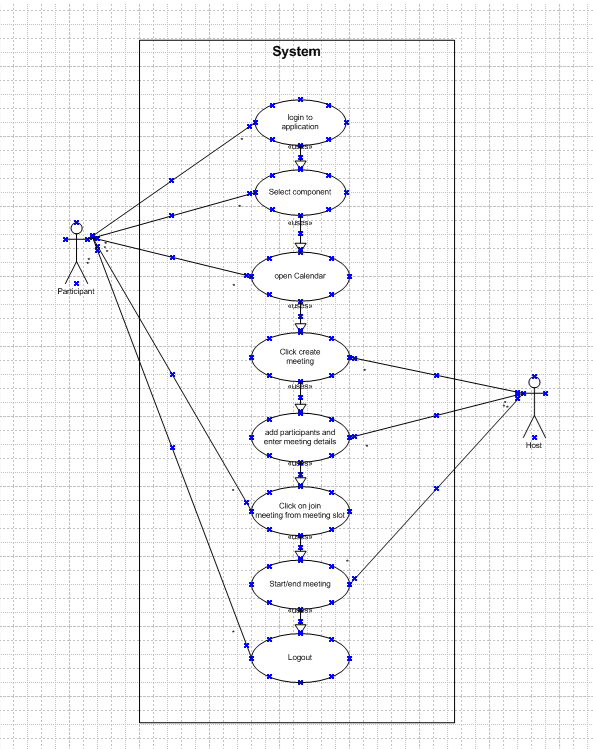 System
login to
application
«uses»
Select component
«uses»
open Calendar
«uses»
Click create
meeting
«uses»
add participants and
enter meeting details
«uses»
Click on join
meeting from meeting slot
«uses»
Start/end meeting
«uses»
Logout
Participant
Host